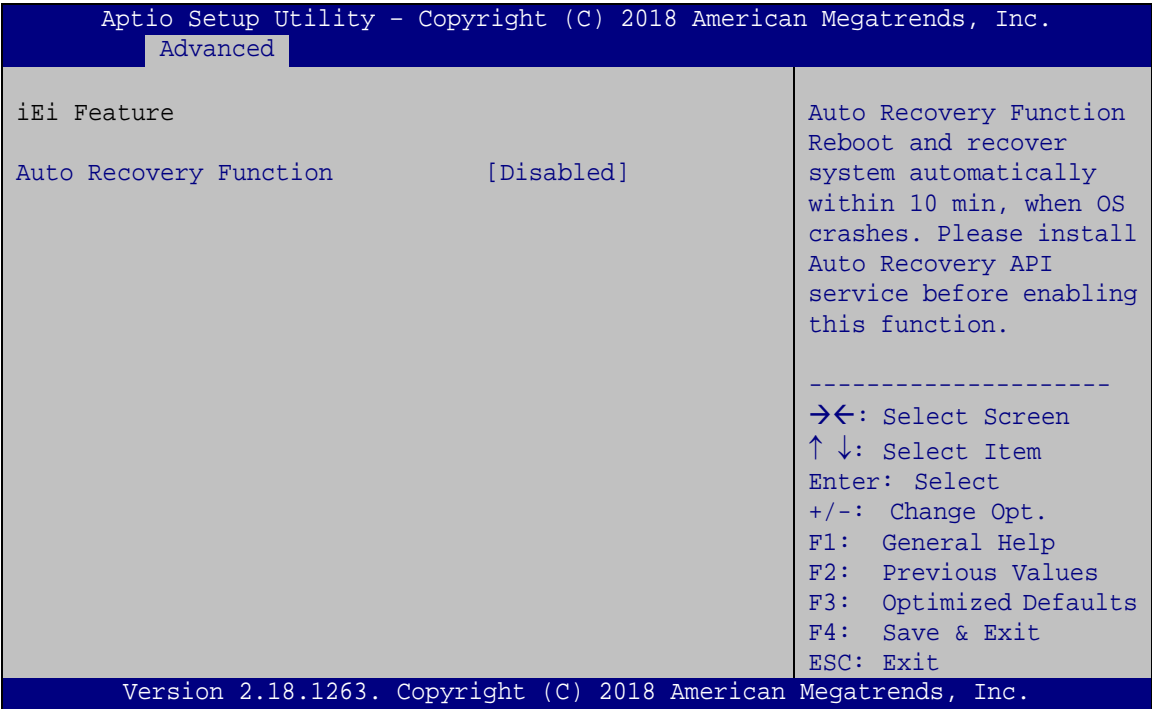 Aptio Setup Utility – Copyright (C) 2018 American Megatrends, Inc.
Advanced
iEi Feature
Auto Recovery Function [Disabled]
Auto Recovery Function
Reboot and recover
system automatically
within 10 min, when OS
crashes. Please install
Auto Recovery API
service before enabling
this function.
---------------------
→←: Select Screen
↑ ↓: Select Item
Enter: Select
+/-: Change Opt.
F1: General Help
F2: Previous Values
F3: Optimized Defaults
F4: Save & Exit
ESC: Exit
Version 2.18.1263. Copyright (C) 2018 American Megatrends, Inc.